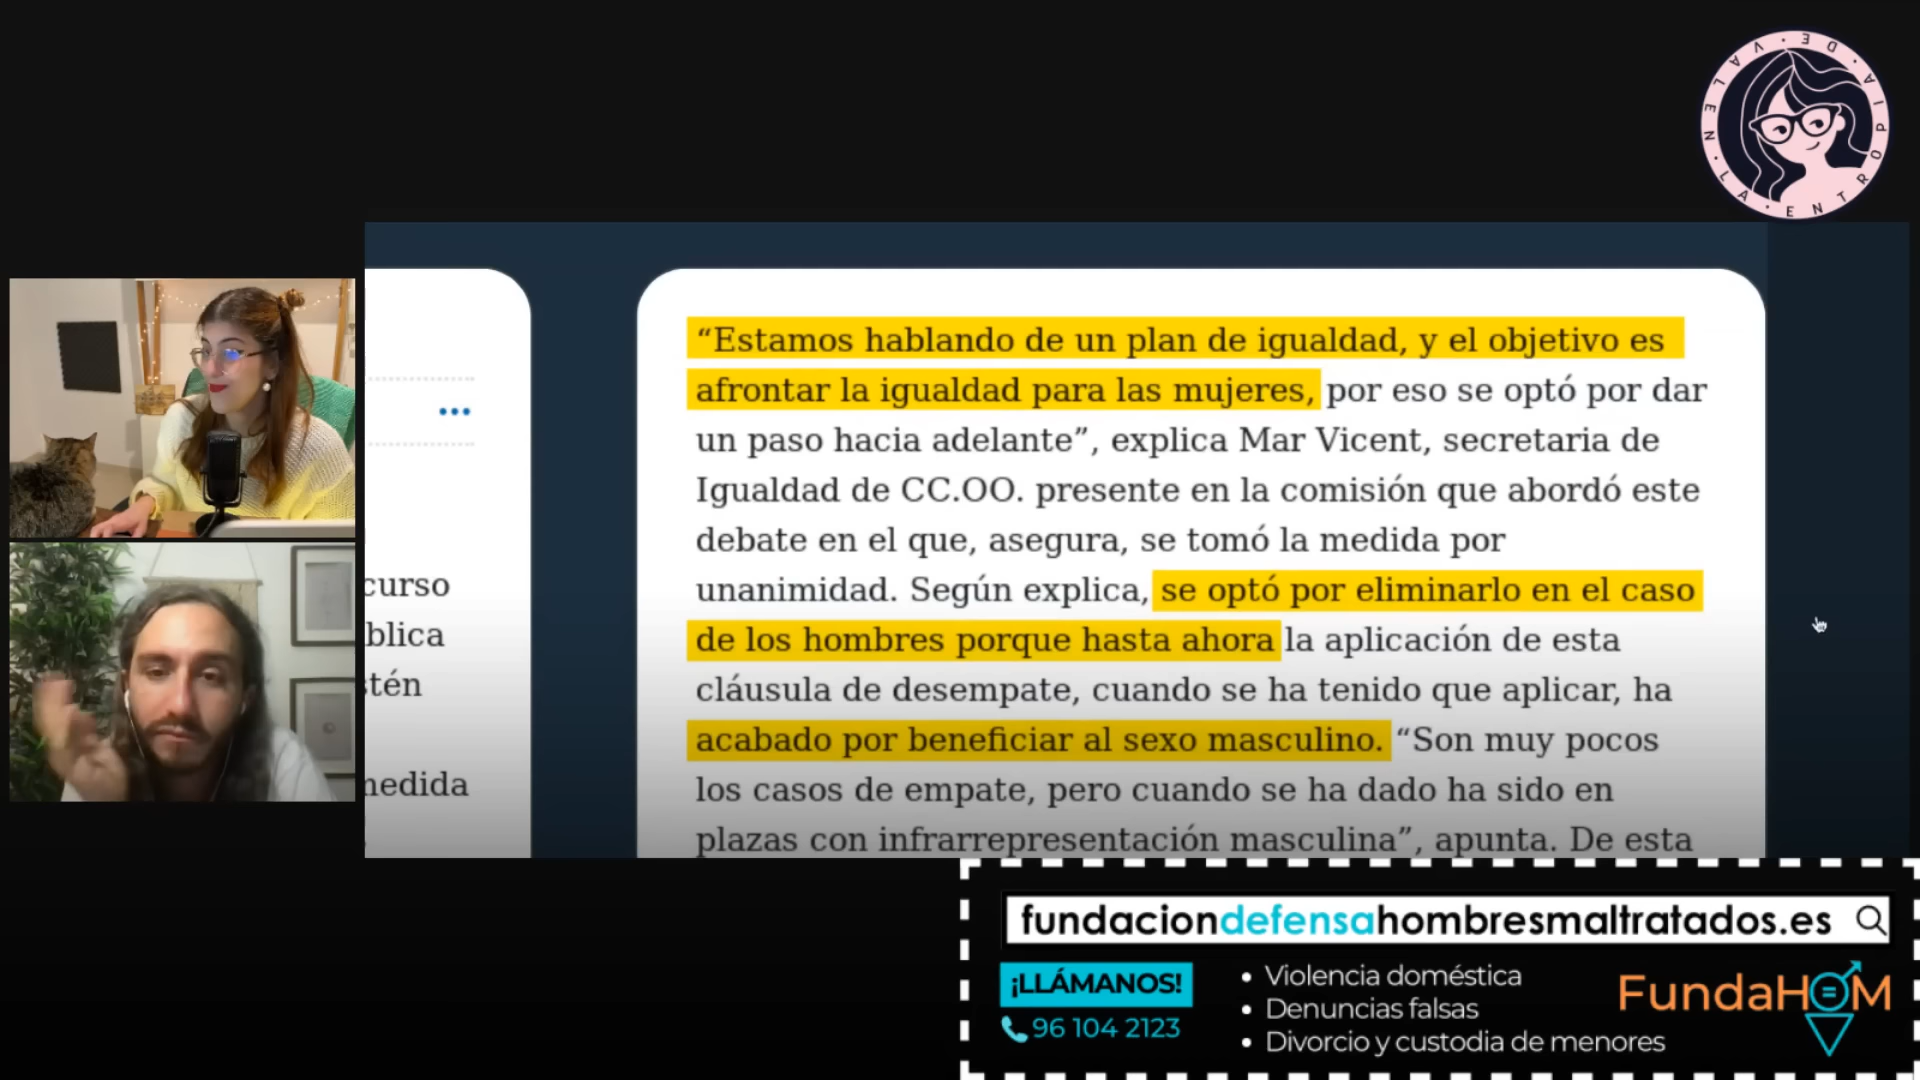 VALEN · LA · ENTROPIA · DE ·
•••
curso
blica
stén
medida
“Estamos hablando de un plan de igualdad, y el objetivo es
afrontar la igualdad para las mujeres, por eso se optó por dar
un paso hacia adelante”, explica Mar Vicent, secretaria de
Igualdad de CC.OO. presente en la comisión que abordó este
debate en el que, asegura, se tomó la medida por
unanimidad. Según explica, se optó por eliminarlo en el caso
de los hombres porque hasta ahora la aplicación de esta
cláusula de desempate, cuando se ha tenido que aplicar, ha
acabado por beneficiar al sexo masculino. “Son muy pocos
los casos de empate, pero cuando se ha dado ha sido en
plazas con infrarrepresentación masculina”, apunta. De esta
fundaciondefensahombresmaltratados.es
¡LLÁMANOS!
96 104 2123
• Violencia doméstica
• Denuncias falsas
• Divorcio y custodia de menores
FundaHOM